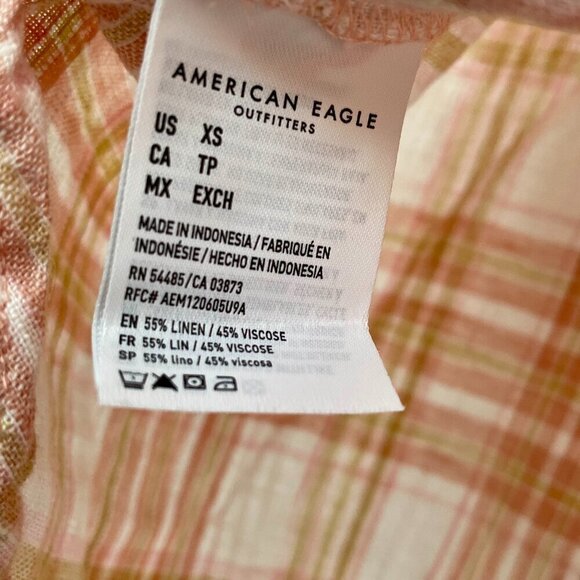 AMERICAN EAGLE
OUTFITTERS
US XS
CA TP
MX EXCH
MADE IN INDONESIA / FABRIQUÉ EN
INDONÉSIE / HECHO EN INDONESIA
RN 54485/CA 03873
RFC# AEM120605U9A
EN 55% LINEN / 45% VISCOSE
FR 55% LIN / 45% VISCOSE
SP 55% lino / 45% viscosa